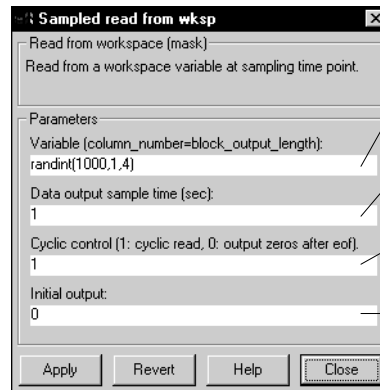 Sampled read from wksp
Read from workspace (mask)
Read from a workspace variable at sampling time point.
Parameters
Variable (column_number=block_output_length):
randint(1000,1,4)
Data output sample time (sec):
1
Cyclic control (1: cyclic read, 0: output zeros after eof).
1
Initial output:
0
Apply Revert Help Close